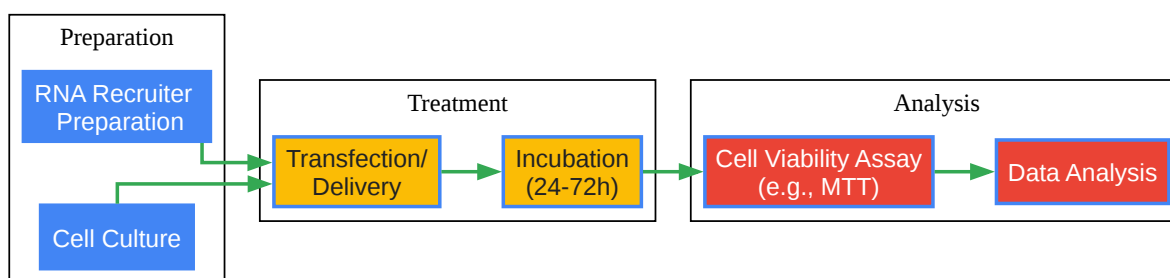 Preparation
RNA Recruiter
Preparation
Cell Culture
Treatment
Transfection/
Delivery
Incubation
(24-72h)
Analysis
Cell Viability Assay
(e.g., MTT)
Data Analysis